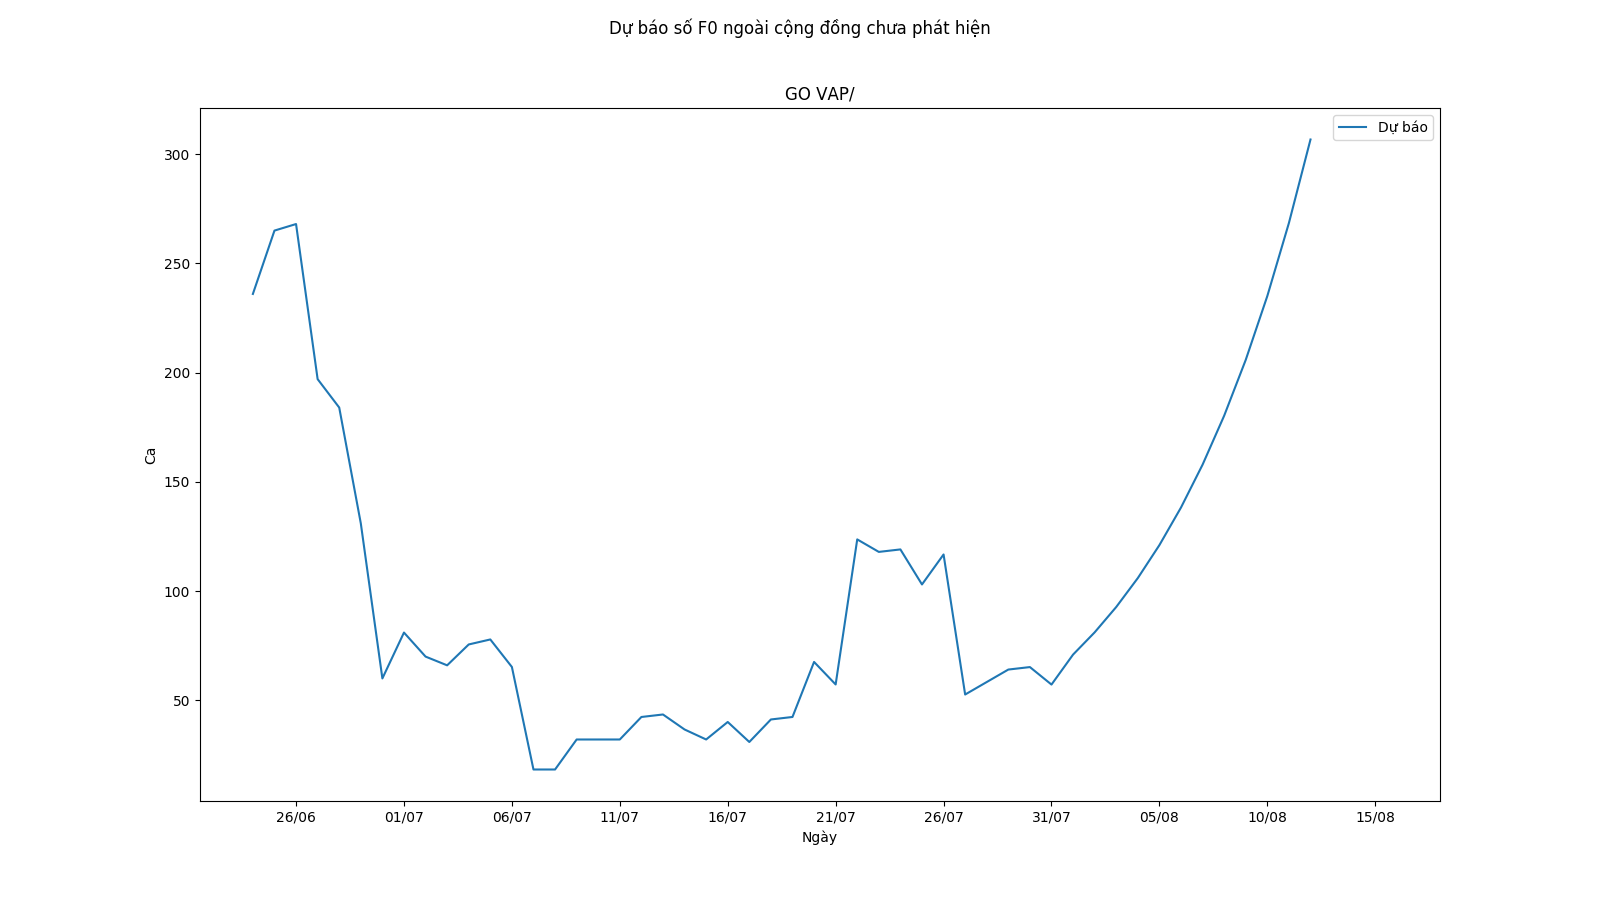 Dự báo số F0 ngoài cộng đồng chưa phát hiện
GO VAP/
Dự báo
300
250
200
150
100
50
Ca
26/06 01/07 06/07 11/07 16/07 21/07 26/07 31/07 05/08 10/08 15/08
Ngày